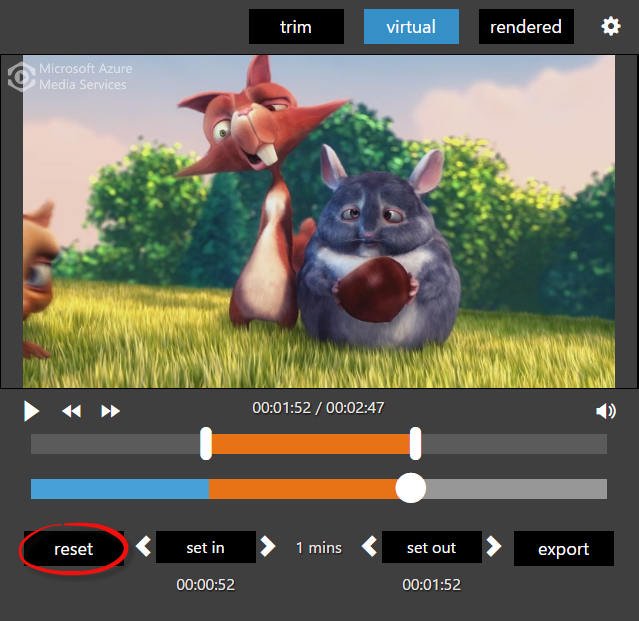 trim virtual rendered
Microsoft Azure
Media Services
00:01:52 / 00:02:47
reset set in 1 mins set out export
00:00:52 00:01:52